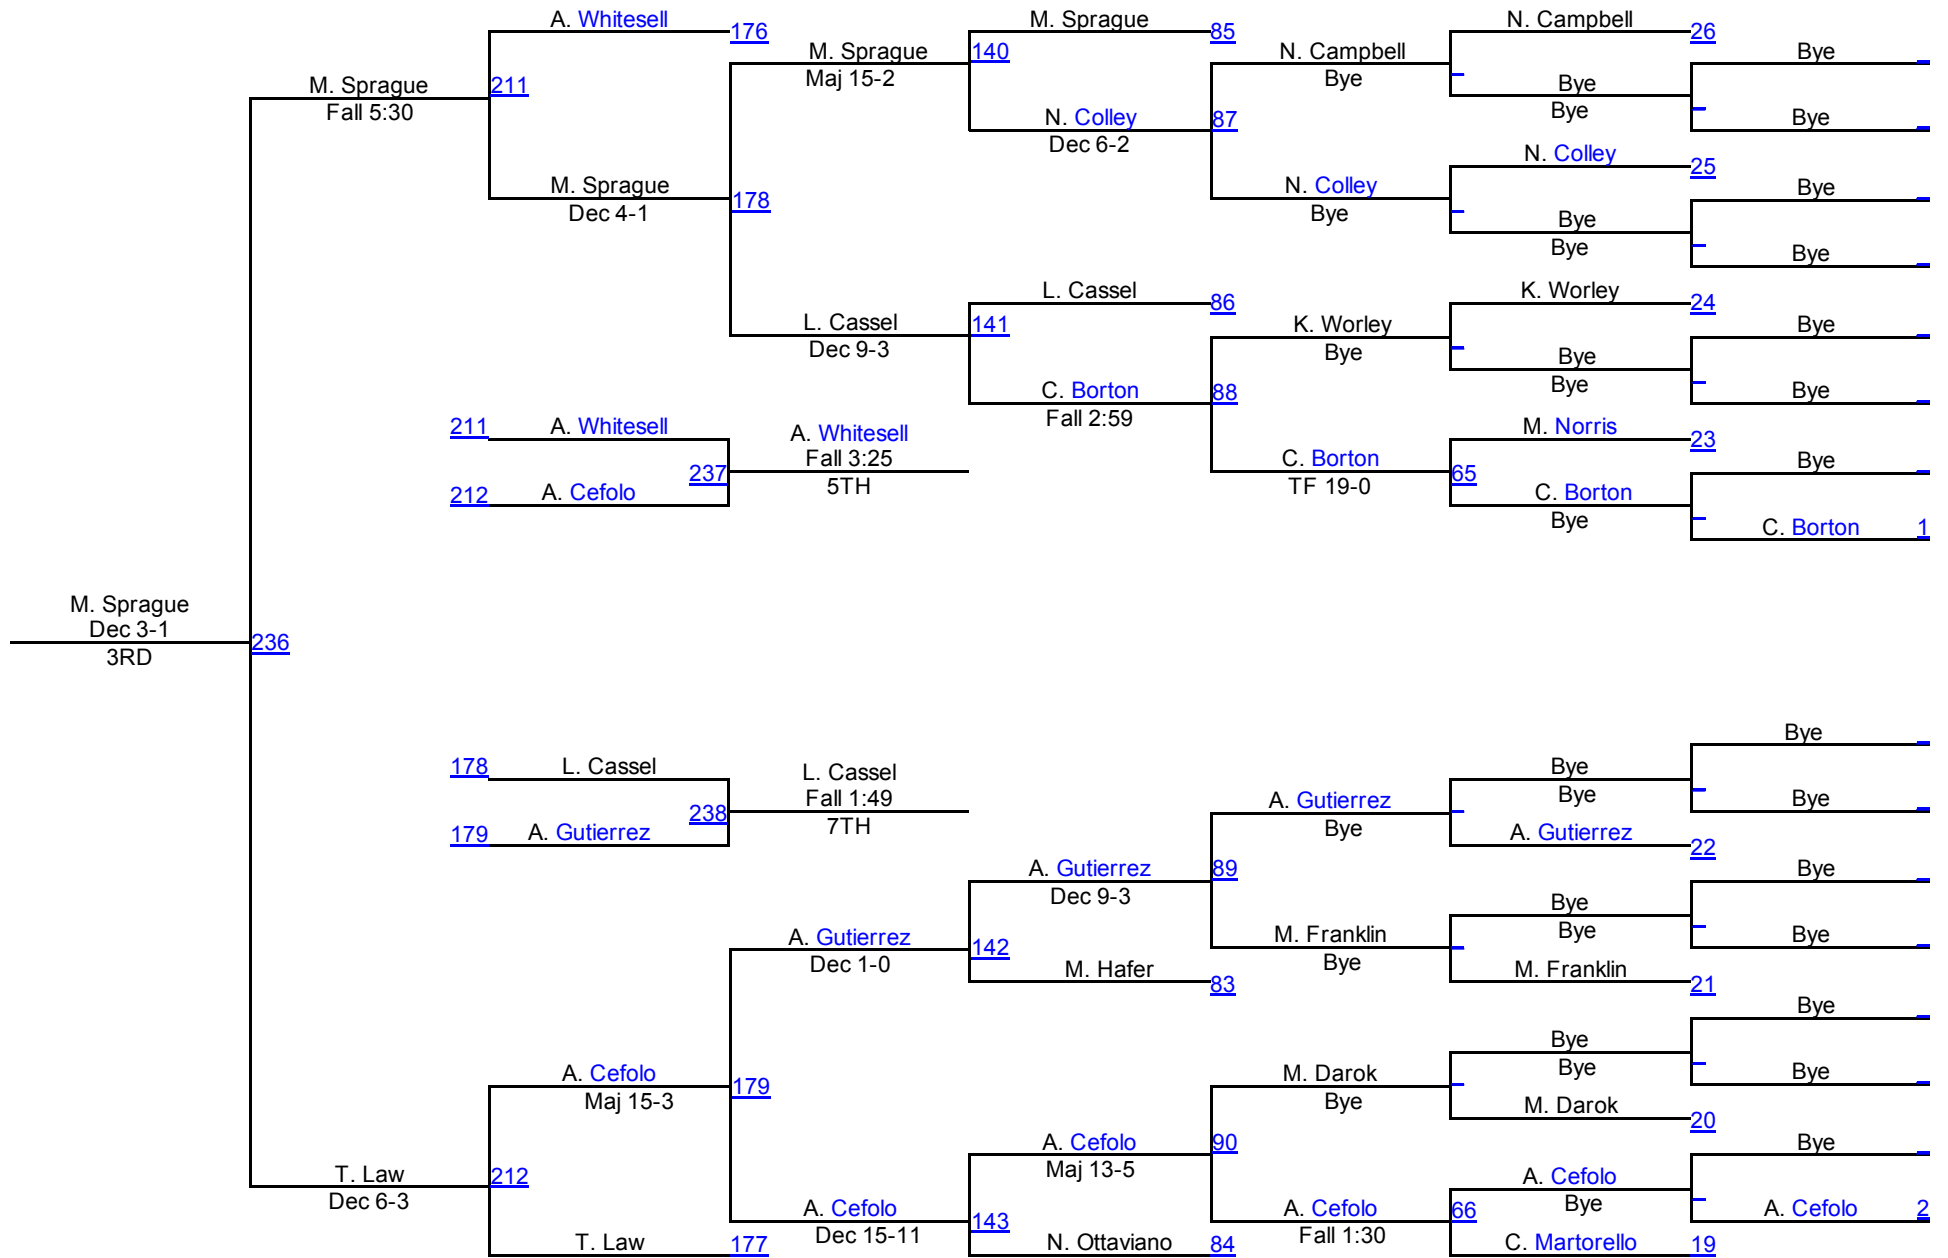 M. Sprague
Dec 3-1
3RD
236
M. Sprague
Fall 5:30
211
T. Law
Dec 6-3
212
A. Whitesell
176
M. Sprague
Dec 4-1
178
211
A. Whitesell
212
A. Cefolo
237
A. Whitesell
Fall 3:25
5TH
178
L. Cassel
179
A. Gutierrez
238
L. Cassel
Fall 1:49
7TH
A. Cefolo
Maj 15-3
179
T. Law
177
M. Sprague
Maj 15-2
140
L. Cassel
Dec 9-3
141
A. Gutierrez
Dec 1-0
142
A. Cefolo
Dec 15-11
143
M. Sprague
85
N. Colley
Dec 6-2
87
L. Cassel
86
C. Borton
Fall 2:59
88
A. Gutierrez
Dec 9-3
89
M. Hafer
83
A. Cefolo
Maj 13-5
90
N. Ottaviano
84
N. Campbell
Bye
N. Colley
Bye
K. Worley
Bye
C. Borton
TF 19-0
65
A. Gutierrez
Bye
M. Franklin
Bye
M. Darok
Bye
A. Cefolo
Fall 1:30
66
N. Campbell
26
Bye
Bye
N. Colley
25
Bye
Bye
K. Worley
24
Bye
Bye
M. Norris
23
C. Borton
Bye
Bye
Bye
A. Gutierrez
22
Bye
Bye
M. Franklin
21
Bye
Bye
M. Darok
20
A. Cefolo
Bye
C. Martorello
19
Bye
Bye
Bye
Bye
Bye
Bye
Bye
C. Borton 1
Bye
Bye
Bye
Bye
Bye
Bye
Bye
A. Cefolo 2